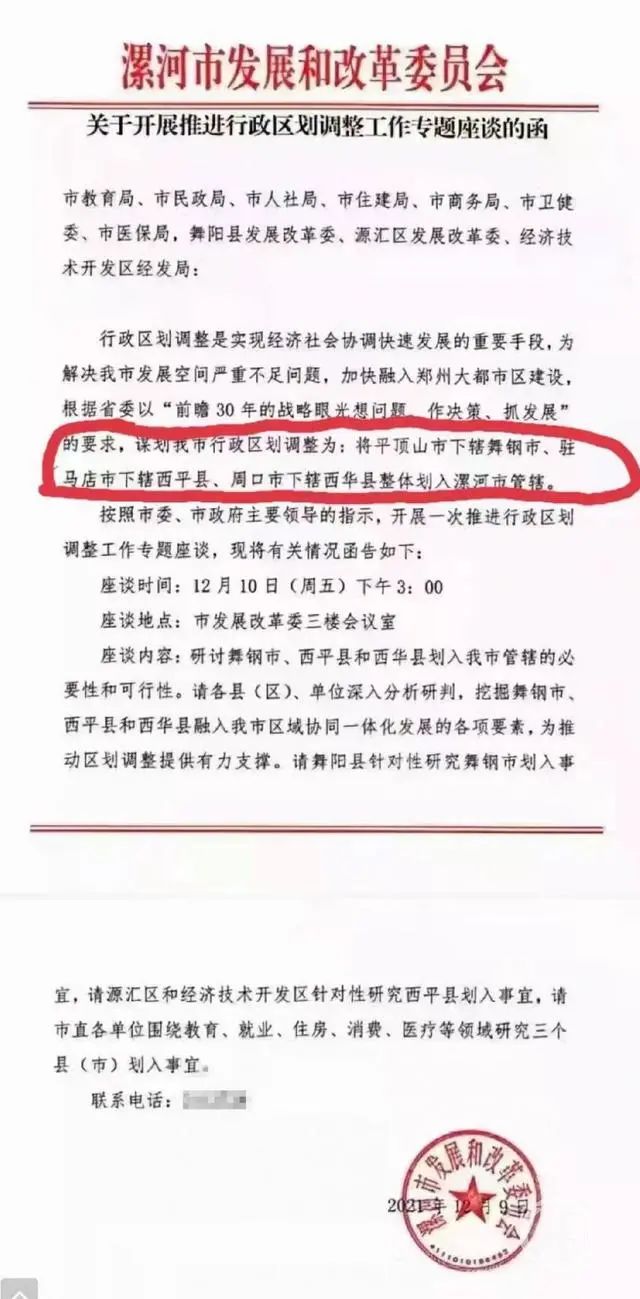 漯河市发展和改革委员会
关于开展推进行政区划调整工作专题座谈的函
市教育局、市民政局、市人社局、市住建局、市商务局、市卫健
委、市医保局，舞阳县发展改革委、源汇区发展改革委、经济技
术开发区经发局：
行政区划调整是实现经济社会协调快速发展的重要手段，为
解决我市发展空间严重不足问题，加快融入郑州大都市区建设，
根据省委以“前瞻30年的战略眼光想问题、作决策、抓发展”
的要求，谋划我市行政区划调整为：将平顶山市下辖舞钢市、驻
马店市下辖西平县、周口市下辖西华县整体划入漯河市管辖。
按照市委、市政府主要领导的指示，开展一次推进行政区划
调整工作专题座谈，现将有关情况函告如下：
座谈时间：12月10日（周五）下午3：00
座谈地点：市发展改革委三楼会议室
座谈内容：研讨舞钢市、西平县和西华县划入我市管辖的必
要性和可行性。请各县（区）、单位深入分析研判，挖掘舞钢市、
西平县和西华县融入我市区域协同一体化发展的各项要素，为推
动区划调整提供有力支撑。请舞阳县针对性研究舞钢市划入事
宜，请源汇区和经济技术开发区针对性研究西平县划入事宜，请
市直各单位围绕教育、就业、住房、消费、医疗等领域研究三个
县（市）划入事宜。
联系电话：
漯河市发展和改革委员会
2021年12月9日